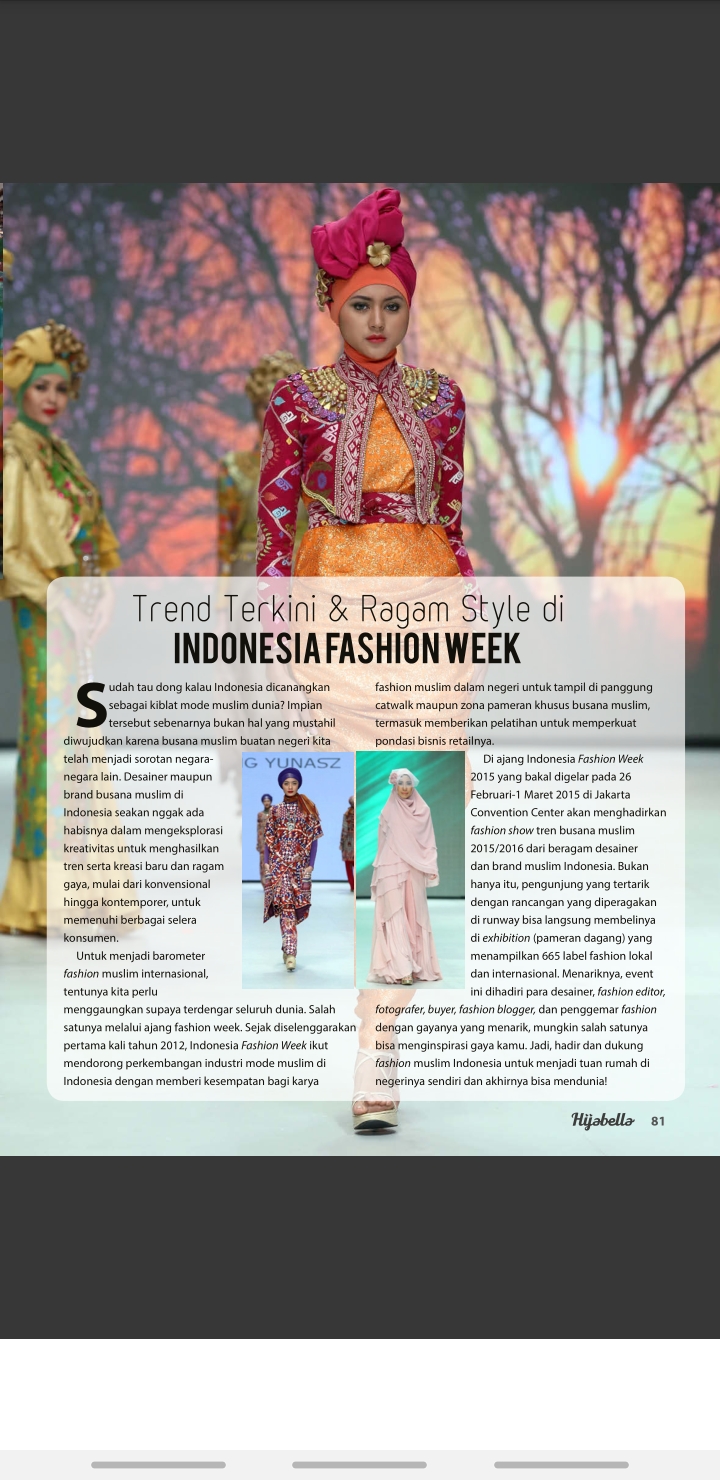 Trend Terkini & Ragam Style di
INDONESIA FASHION WEEK
Sudah tau dong kalau Indonesia dicanangkan
sebagai kiblat mode muslim dunia? Impian
tersebut sebenarnya bukan hal yang mustahil
diwujudkan karena busana muslim buatan negeri kita
telah menjadi sorotan negara-
negara lain. Desainer maupun
brand busana muslim di
Indonesia seakan nggak ada
habisnya dalam mengeksplorasi
kreativitas untuk menghasilkan
tren serta kreasi baru dan ragam
gaya, mulai dari konvensional
hingga kontemporer, untuk
memenuhi berbagai selera
konsumen.
Untuk menjadi barometer
fashion muslim internasional,
tentunya kita perlu
menggaungkan supaya terdengar seluruh dunia. Salah
satunya melalui ajang fashion week. Sejak diselenggarakan
pertama kali tahun 2012, Indonesia Fashion Week ikut
mendorong perkembangan industri mode muslim di
Indonesia dengan memberi kesempatan bagi karya
fashion muslim dalam negeri untuk tampil di panggung
catwalk maupun zona pameran khusus busana muslim,
termasuk memberikan pelatihan untuk memperkuat
pondasi bisnis retailnya.
Di ajang Indonesia Fashion Week
2015 yang bakal digelar pada 26
Februari-1 Maret 2015 di Jakarta
Convention Center akan menghadirkan
fashion show tren busana muslim
2015/2016 dari beragam desainer
dan brand muslim Indonesia. Bukan
hanya itu, pengunjung yang tertarik
dengan rancangan yang diperagakan
di runway bisa langsung membelinya
di exhibition (pameran dagang) yang
menampilkan 665 label fashion lokal
dan internasional. Menariknya, event
ini dihadiri para desainer, fashion editor,
fotografer, buyer, fashion blogger, dan penggemar fashion
dengan gayanya yang menarik, mungkin salah satunya
bisa menginspirasi gaya kamu. Jadi, hadir dan dukung
fashion muslim Indonesia untuk menjadi tuan rumah di
negerinya sendiri dan akhirnya bisa mendunia!
G YUNASZ
Hijabella 81